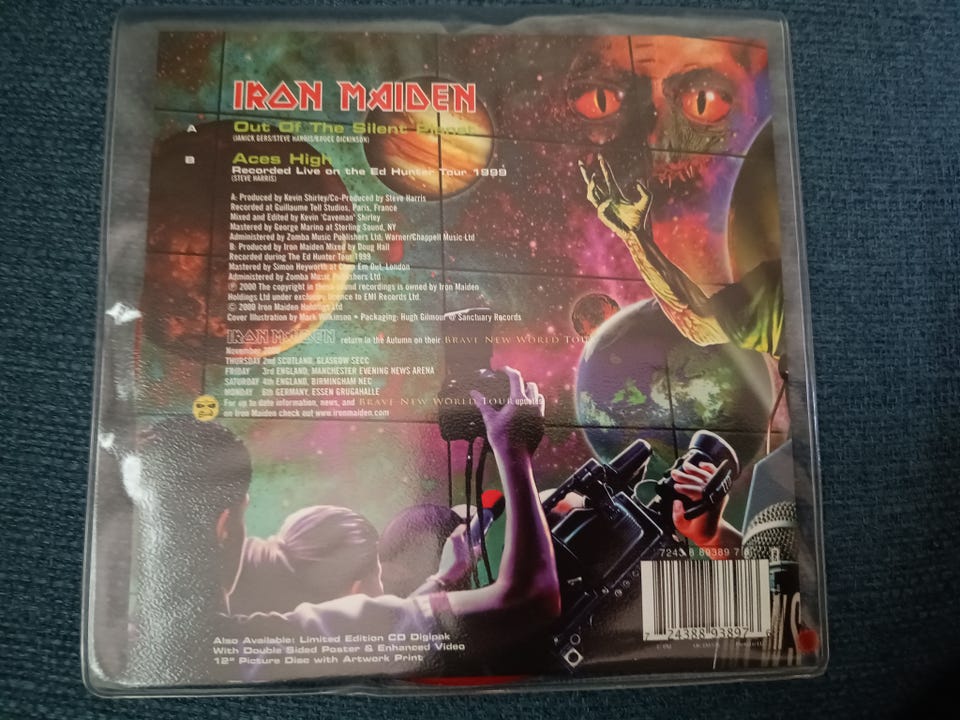 IRON MAIDEN
A Out Of The Silent Planet
(JANICK GERS/STEVE HARRIS/BRUCE DICKINSON)
B Aces High
Recorded Live on the Ed Hunter Tour 1999
(STEVE HARRIS)
A: Produced by Kevin Shirley/Co-Produced by Steve Harris
Recorded at Guillaume Tell Studios, Paris, France
Mixed and Edited by Kevin 'Caveman' Shirley
Mastered by George Marino at Sterling Sound, NY
Administered by Zomba Music Publishers Ltd, Warner/Chappell Music Ltd
B: Produced by Iron Maiden Mixed by Doug Hall
Recorded during The Ed Hunter Tour 1999
Mastered by Simon Heyworth at Chop Em Out, London
Administered by Zomba Music Publishers Ltd
℗ 2000 The copyright in these sound recordings is owned by Iron Maiden
Holdings Ltd under exclusive licence to EMI Records Ltd.
© 2000 Iron Maiden Holdings Ltd
Cover Illustration by Mark Wilkinson • Packaging: Hugh Gilmour @ Sanctuary Records
IRON MAIDEN return in the Autumn on their BRAVE NEW WORLD TOUR
November
THURSDAY 2nd SCOTLAND, GLASGOW SECC
FRIDAY 3rd ENGLAND, MANCHESTER EVENING NEWS ARENA
SATURDAY 4th ENGLAND, BIRMINGHAM NEC
MONDAY 6th GERMANY, ESSEN GRUGAHALLE
For up to date information, news, and BRAVE NEW WORLD TOUR updates
on Iron Maiden check out www.ironmaiden.com
7243 8 89389 7
7 24388 93897
Also Available: Limited Edition CD Digipak
With Double Sided Poster & Enhanced Video
12" Picture Disc with Artwork Print